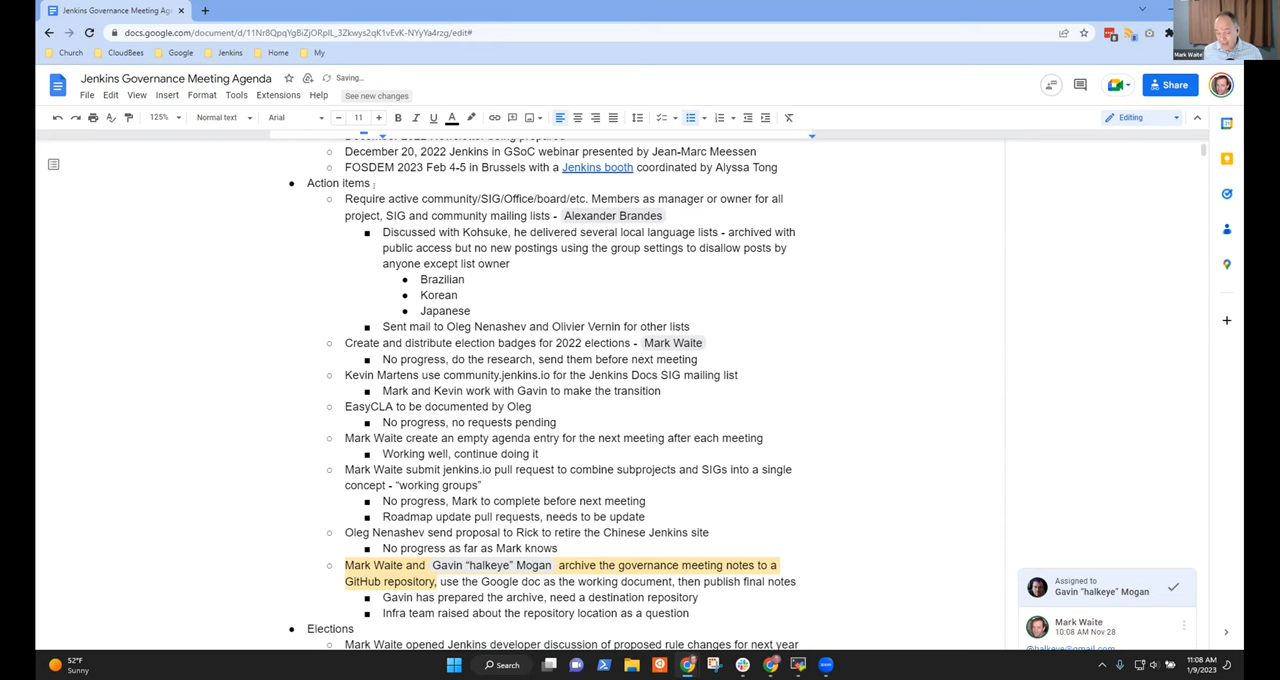 Jenkins Governance Meeting Ag
docs.google.com/document/d/11Nr8QpqYgBiZjORpIL_3Zkwys2qK1vEvK-NYyYa4rzg/edit#
Church CloudBees Google Jenkins Home My
Mark Waite
Jenkins Governance Meeting Agenda Saving...
File Edit View Insert Format Tools Extensions Help See new changes
Share
125% Normal text Arial 11 Editing
December 20, 2022 Jenkins in GSoC webinar presented by Jean-Marc Meessen
FOSDEM 2023 Feb 4-5 in Brussels with a Jenkins booth coordinated by Alyssa Tong
Action items
Require active community/SIG/Office/board/etc. Members as manager or owner for all
project, SIG and community mailing lists - Alexander Brandes
Discussed with Kohsuke, he delivered several local language lists - archived with
public access but no new postings using the group settings to disallow posts by
anyone except list owner
Brazilian
Korean
Japanese
Sent mail to Oleg Nenashev and Olivier Vernin for other lists
Create and distribute election badges for 2022 elections - Mark Waite
No progress, do the research, send them before next meeting
Kevin Martens use community.jenkins.io for the Jenkins Docs SIG mailing list
Mark and Kevin work with Gavin to make the transition
EasyCLA to be documented by Oleg
No progress, no requests pending
Mark Waite create an empty agenda entry for the next meeting after each meeting
Working well, continue doing it
Mark Waite submit jenkins.io pull request to combine subprojects and SIGs into a single
concept - “working groups”
No progress, Mark to complete before next meeting
Roadmap update pull requests, needs to be update
Oleg Nenashev send proposal to Rick to retire the Chinese Jenkins site
No progress as far as Mark knows
Mark Waite and Gavin “halkeye” Mogan archive the governance meeting notes to a
GitHub repository, use the Google doc as the working document, then publish final notes
Gavin has prepared the archive, need a destination repository
Infra team raised about the repository location as a question
Elections
Mark Waite opened Jenkins developer discussion of proposed rule changes for next year
Assigned to
Gavin “halkeye” Mogan
Mark Waite
10:08 AM Nov 28
@halkeye@gmail.com
52°F
Sunny
Search
11:08 AM
1/9/2023